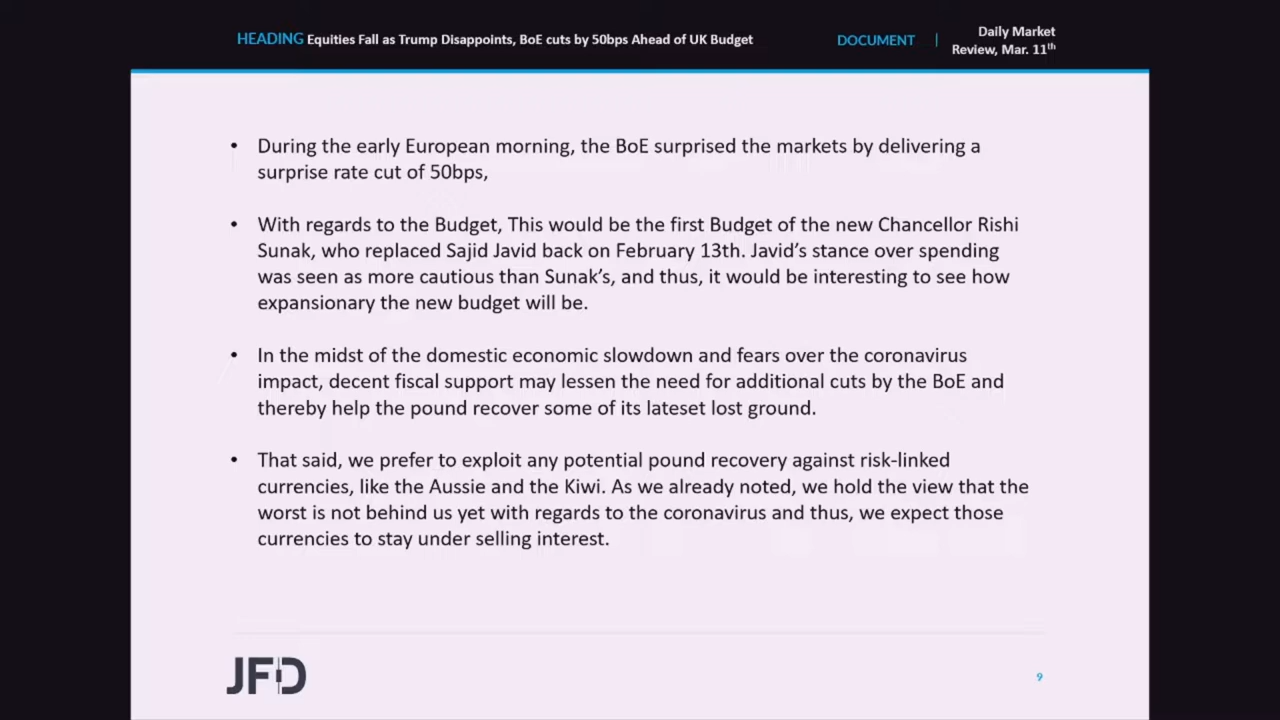 HEADING Equities Fall as Trump Disappoints, BoE cuts by 50bps Ahead of UK Budget
DOCUMENT | Daily Market
Review, Mar. 11th
• During the early European morning, the BoE surprised the markets by delivering a
surprise rate cut of 50bps,
• With regards to the Budget, This would be the first Budget of the new Chancellor Rishi
Sunak, who replaced Sajid Javid back on February 13th. Javid’s stance over spending
was seen as more cautious than Sunak’s, and thus, it would be interesting to see how
expansionary the new budget will be.
• In the midst of the domestic economic slowdown and fears over the coronavirus
impact, decent fiscal support may lessen the need for additional cuts by the BoE and
thereby help the pound recover some of its lateset lost ground.
• That said, we prefer to exploit any potential pound recovery against risk-linked
currencies, like the Aussie and the Kiwi. As we already noted, we hold the view that the
worst is not behind us yet with regards to the coronavirus and thus, we expect those
currencies to stay under selling interest.
JFD
9